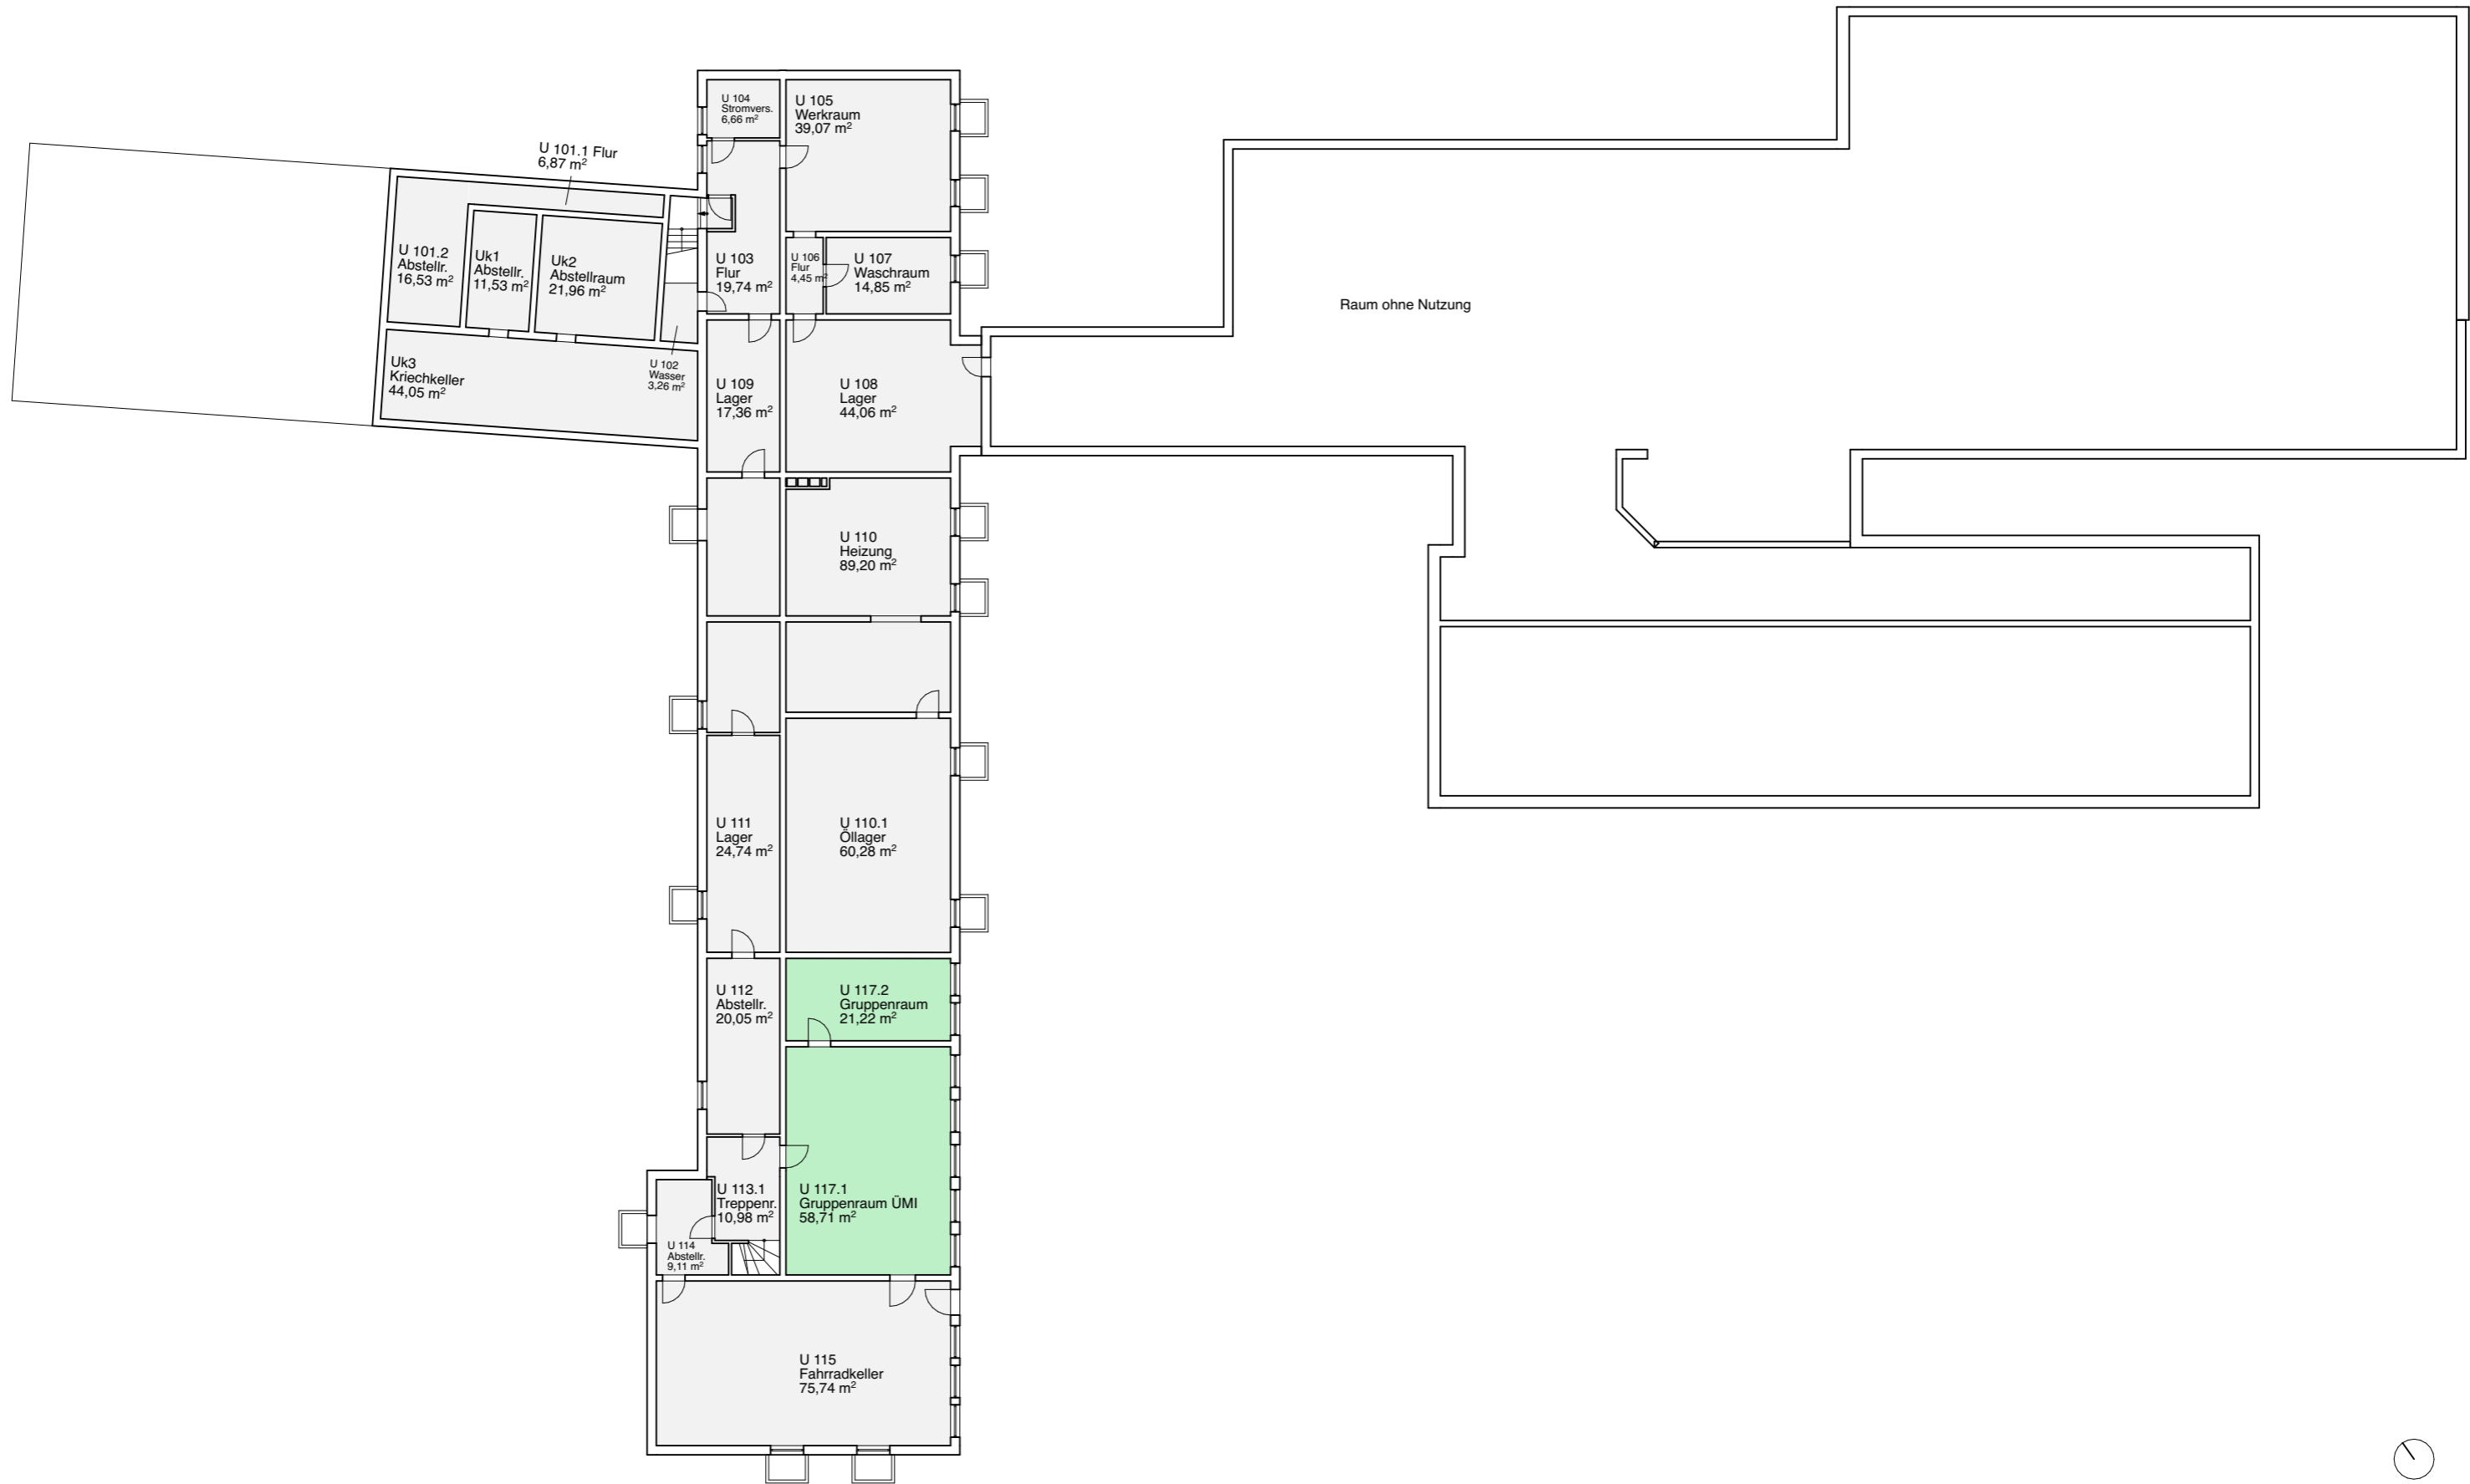 U 104
Stromvers.
6,66 m²
U 105
Werkraum
39,07 m²
U 101.1 Flur
6,87 m²
U 101.2
Abstellr.
16,53 m²
Uk1
Abstellr.
11,53 m²
Uk2
Abstellraum
21,96 m²
U 103
Flur
19,74 m²
U 106
Flur
4,45 m²
U 107
Waschraum
14,85 m²
Raum ohne Nutzung
Uk3
Kriechkeller
44,05 m²
U 102
Wasser
3,26 m²
U 109
Lager
17,36 m²
U 108
Lager
44,06 m²
U 110
Heizung
89,20 m²
U 111
Lager
24,74 m²
U 110.1
Öllager
60,28 m²
U 112
Abstellr.
20,05 m²
U 117.2
Gruppenraum
21,22 m²
U 113.1
Treppenr.
10,98 m²
U 117.1
Gruppenraum ÜMI
58,71 m²
U 114
Abstellr.
9,11 m²
U 115
Fahrradkeller
75,74 m²